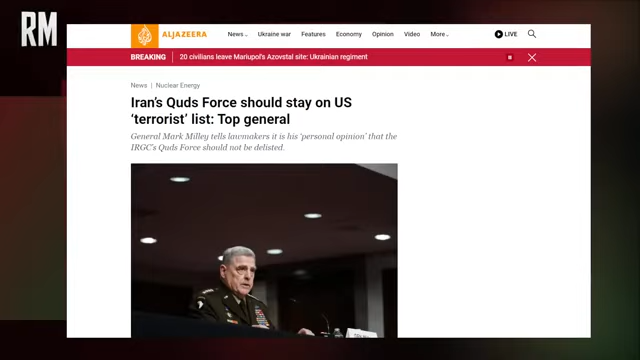 RM
ALJAZEERA
News Ukraine war Features Economy Opinion Video More LIVE
BREAKING 20 civilians leave Mariupol's Azovstal site: Ukrainian regiment
News | Nuclear Energy
Iran's Quds Force should stay on US
‘terrorist’ list: Top general
General Mark Milley tells lawmakers it is his ‘personal opinion’ that the
IRGC's Quds Force should not be delisted.